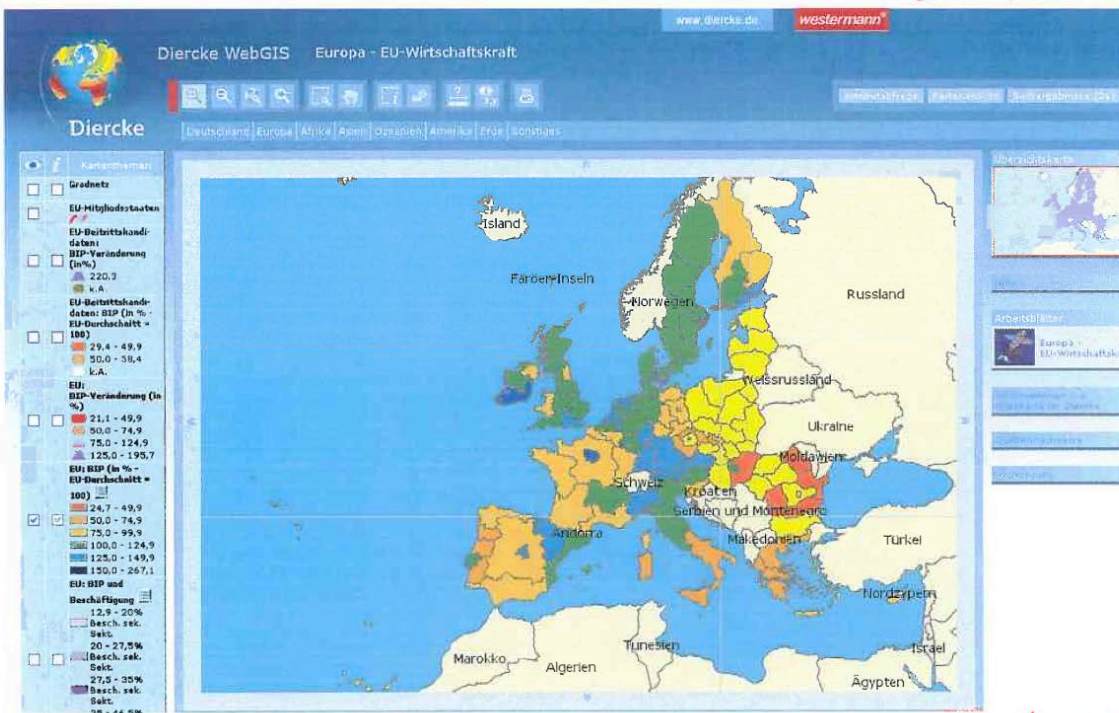 www.diercke.de
westermann®
Diercke WebGIS
Europa - EU-Wirtschaftskraft
Diercke
Deutschland Europa Afrika Asien Ozeanien Amerika Erde Sonstiges
Kartenthemen
Gradnetz
EU-Mitgliedsstaaten
EU-Beitrittskandi-
daten:
BIP-Veränderung
(in%)
220,3
k.A.
EU-Beitrittskandi-
daten: BIP (in % -
EU-Durchschnitt =
100)
29,4 - 49,9
50,0 - 58,4
k.A.
EU:
BIP-Veränderung (in
%)
21,1 - 49,9
50,0 - 74,9
75,0 - 124,9
125,0 - 195,7
EU: BIP (in % -
EU-Durchschnitt =
100)
24,7 - 49,9
50,0 - 74,9
75,0 - 99,9
100,0 - 124,9
125,0 - 149,9
150,0 - 267,1
EU: BIP und
Beschäftigung
12,9 - 20%
Besch. sek.
Sekt.
20 - 27,5%
Besch. sek.
Sekt.
27,5 - 35%
Besch. sek.
Sekt.
Island
Färöer-Inseln
Norwegen
Russland
Weissrussland
Ukraine
Moldawien
Schweiz
Kroatien
Serbien und Montenegro
Andorra
Makedonien
Türkei
Nordzypern
Tunesien
Israel
Marokko
Algerien
Ägypten
Übersichtskarte
Arbeitsblätter
Europa -